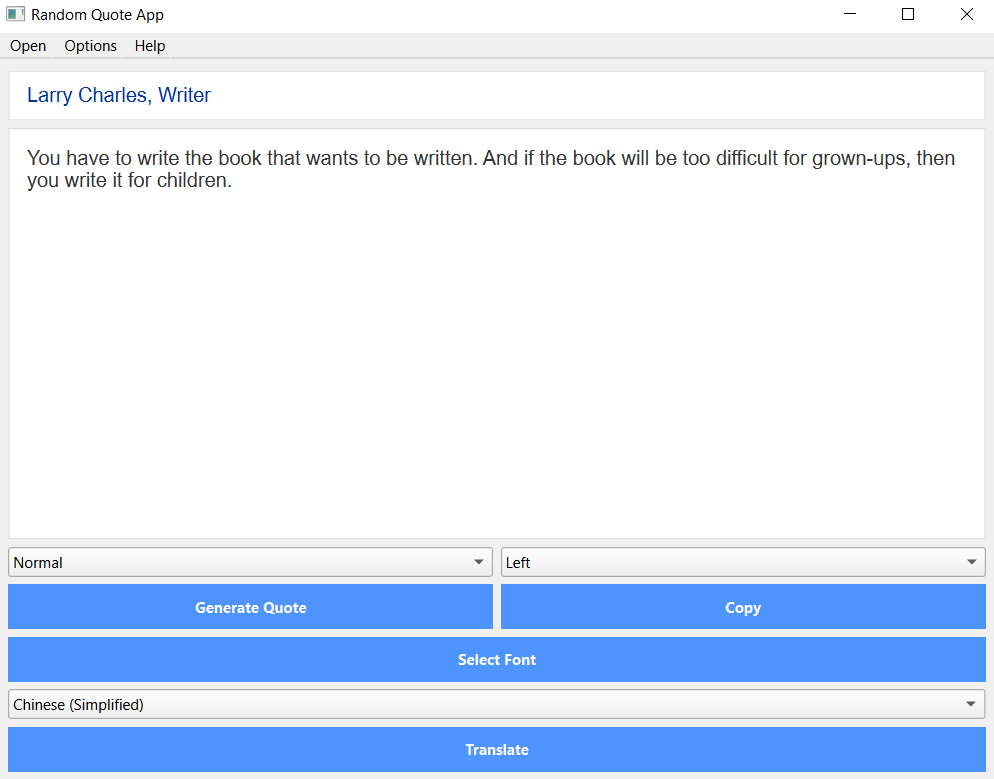 Random Quote App
Open Options Help
Larry Charles, Writer
You have to write the book that wants to be written. And if the book will be too difficult for grown-ups, then
you write it for children.
Normal Left
Generate Quote Copy
Select Font
Chinese (Simplified)
Translate